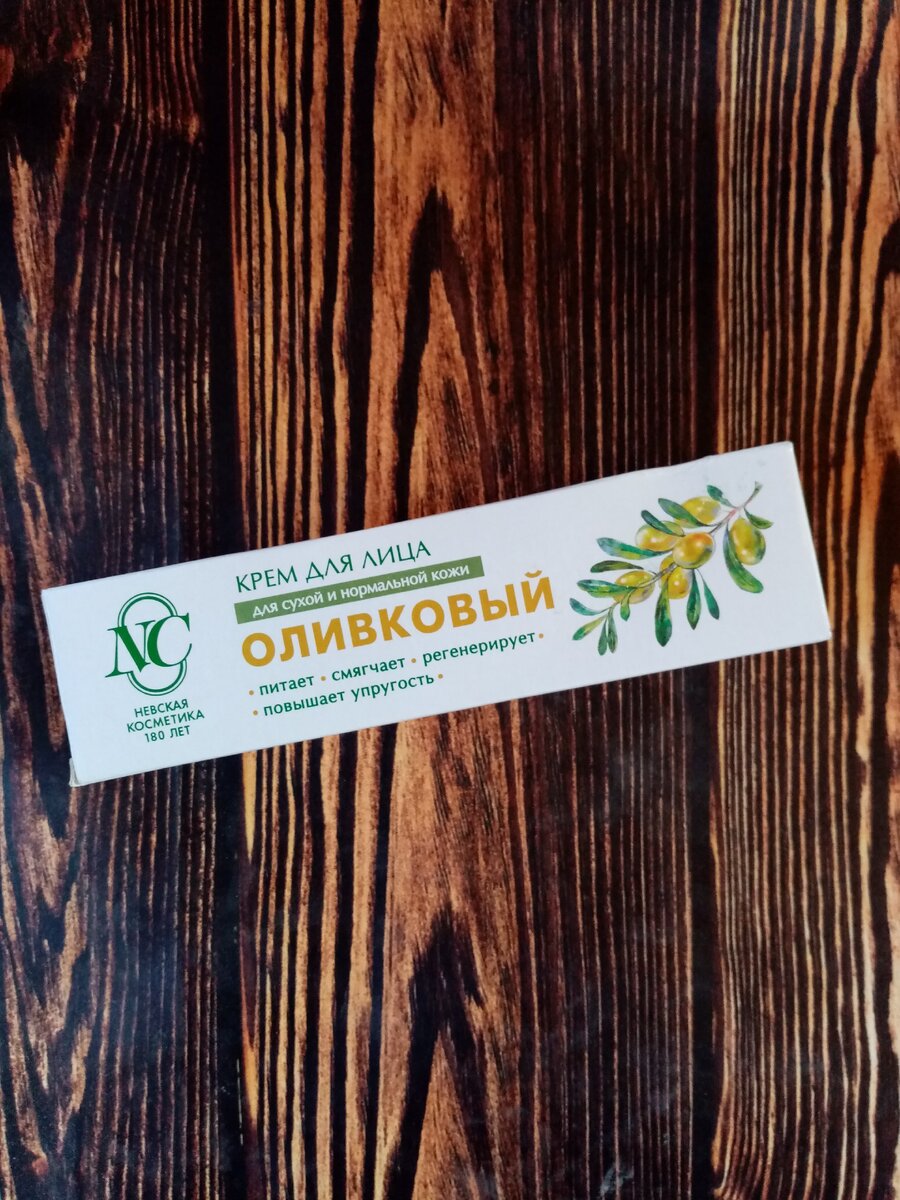 NC
НЕВСКАЯ
КОСМЕТИКА
180 ЛЕТ
КРЕМ ДЛЯ ЛИЦА
для сухой и нормальной кожи
ОЛИВКОВЫЙ
• питает • смягчает • регенерирует •
• повышает упругость •